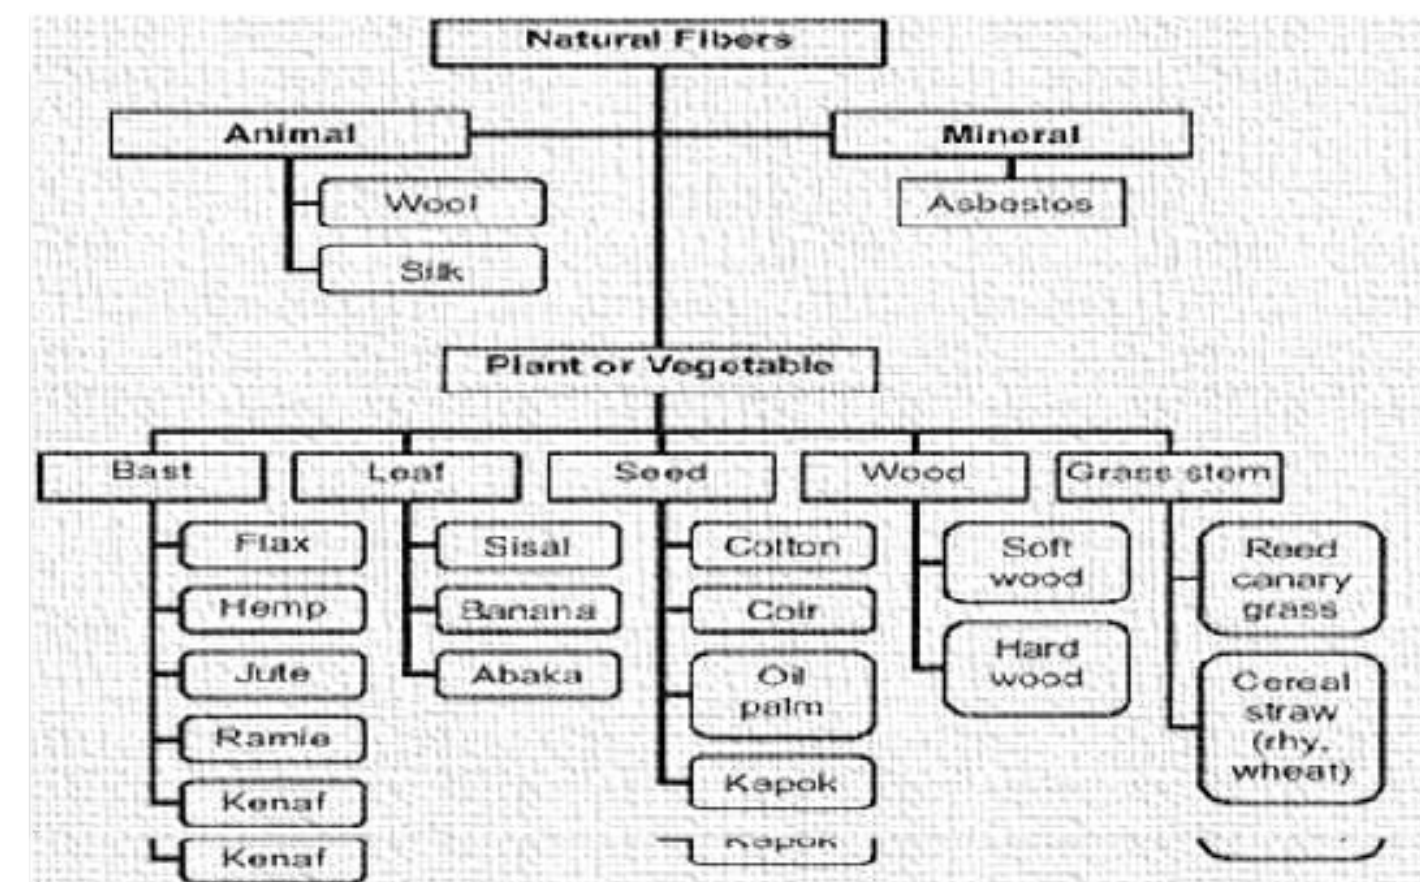 Natural Fibers
Animal
Mineral
Wool
Asbestos
Silk
Plant or Vegetable
Bast
Leaf
Seed
Wood
Grass stem
Flax
Hemp
Jute
Ramie
Kenaf
Kenaf
Sisal
Banana
Abaka
Cotton
Coir
Oil
palm
Kapok
Kapok
Soft
wood
Hard
wood
Reed
canary
grass
Cereal
straw
(rhy,
wheat)